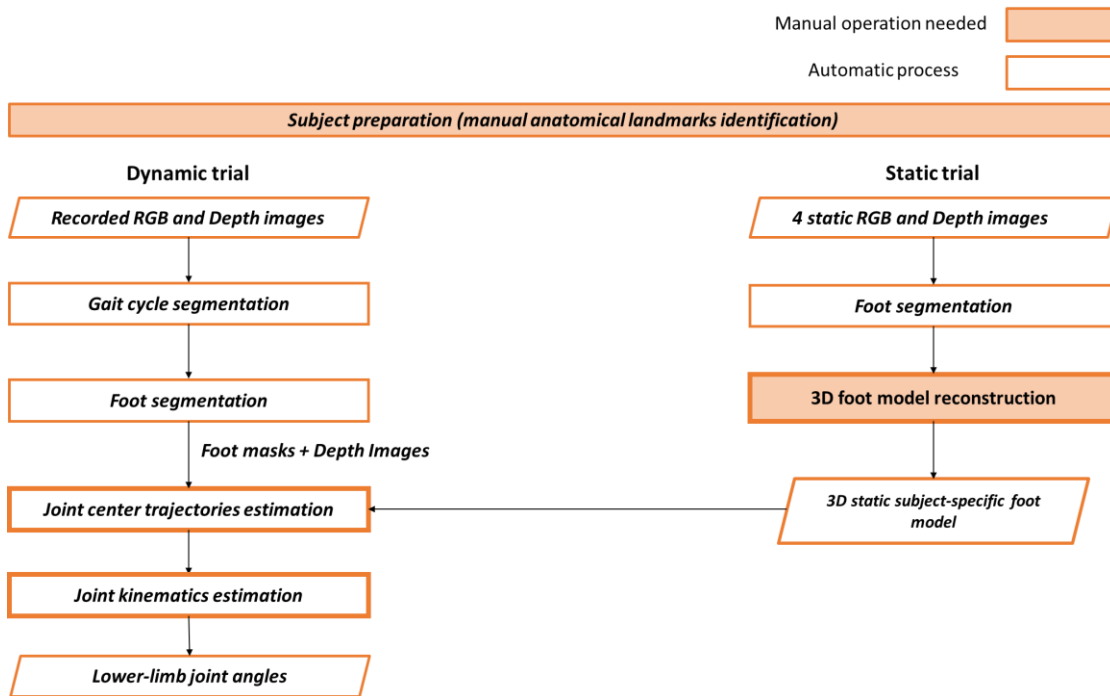 Manual operation needed
Automatic process
Subject preparation (manual anatomical landmarks identification)
Dynamic trial
Static trial
Recorded RGB and Depth images
4 static RGB and Depth images
Gait cycle segmentation
Foot segmentation
Foot segmentation
3D foot model reconstruction
Foot masks + Depth Images
Joint center trajectories estimation
3D static subject-specific foot
model
Joint kinematics estimation
Lower-limb joint angles